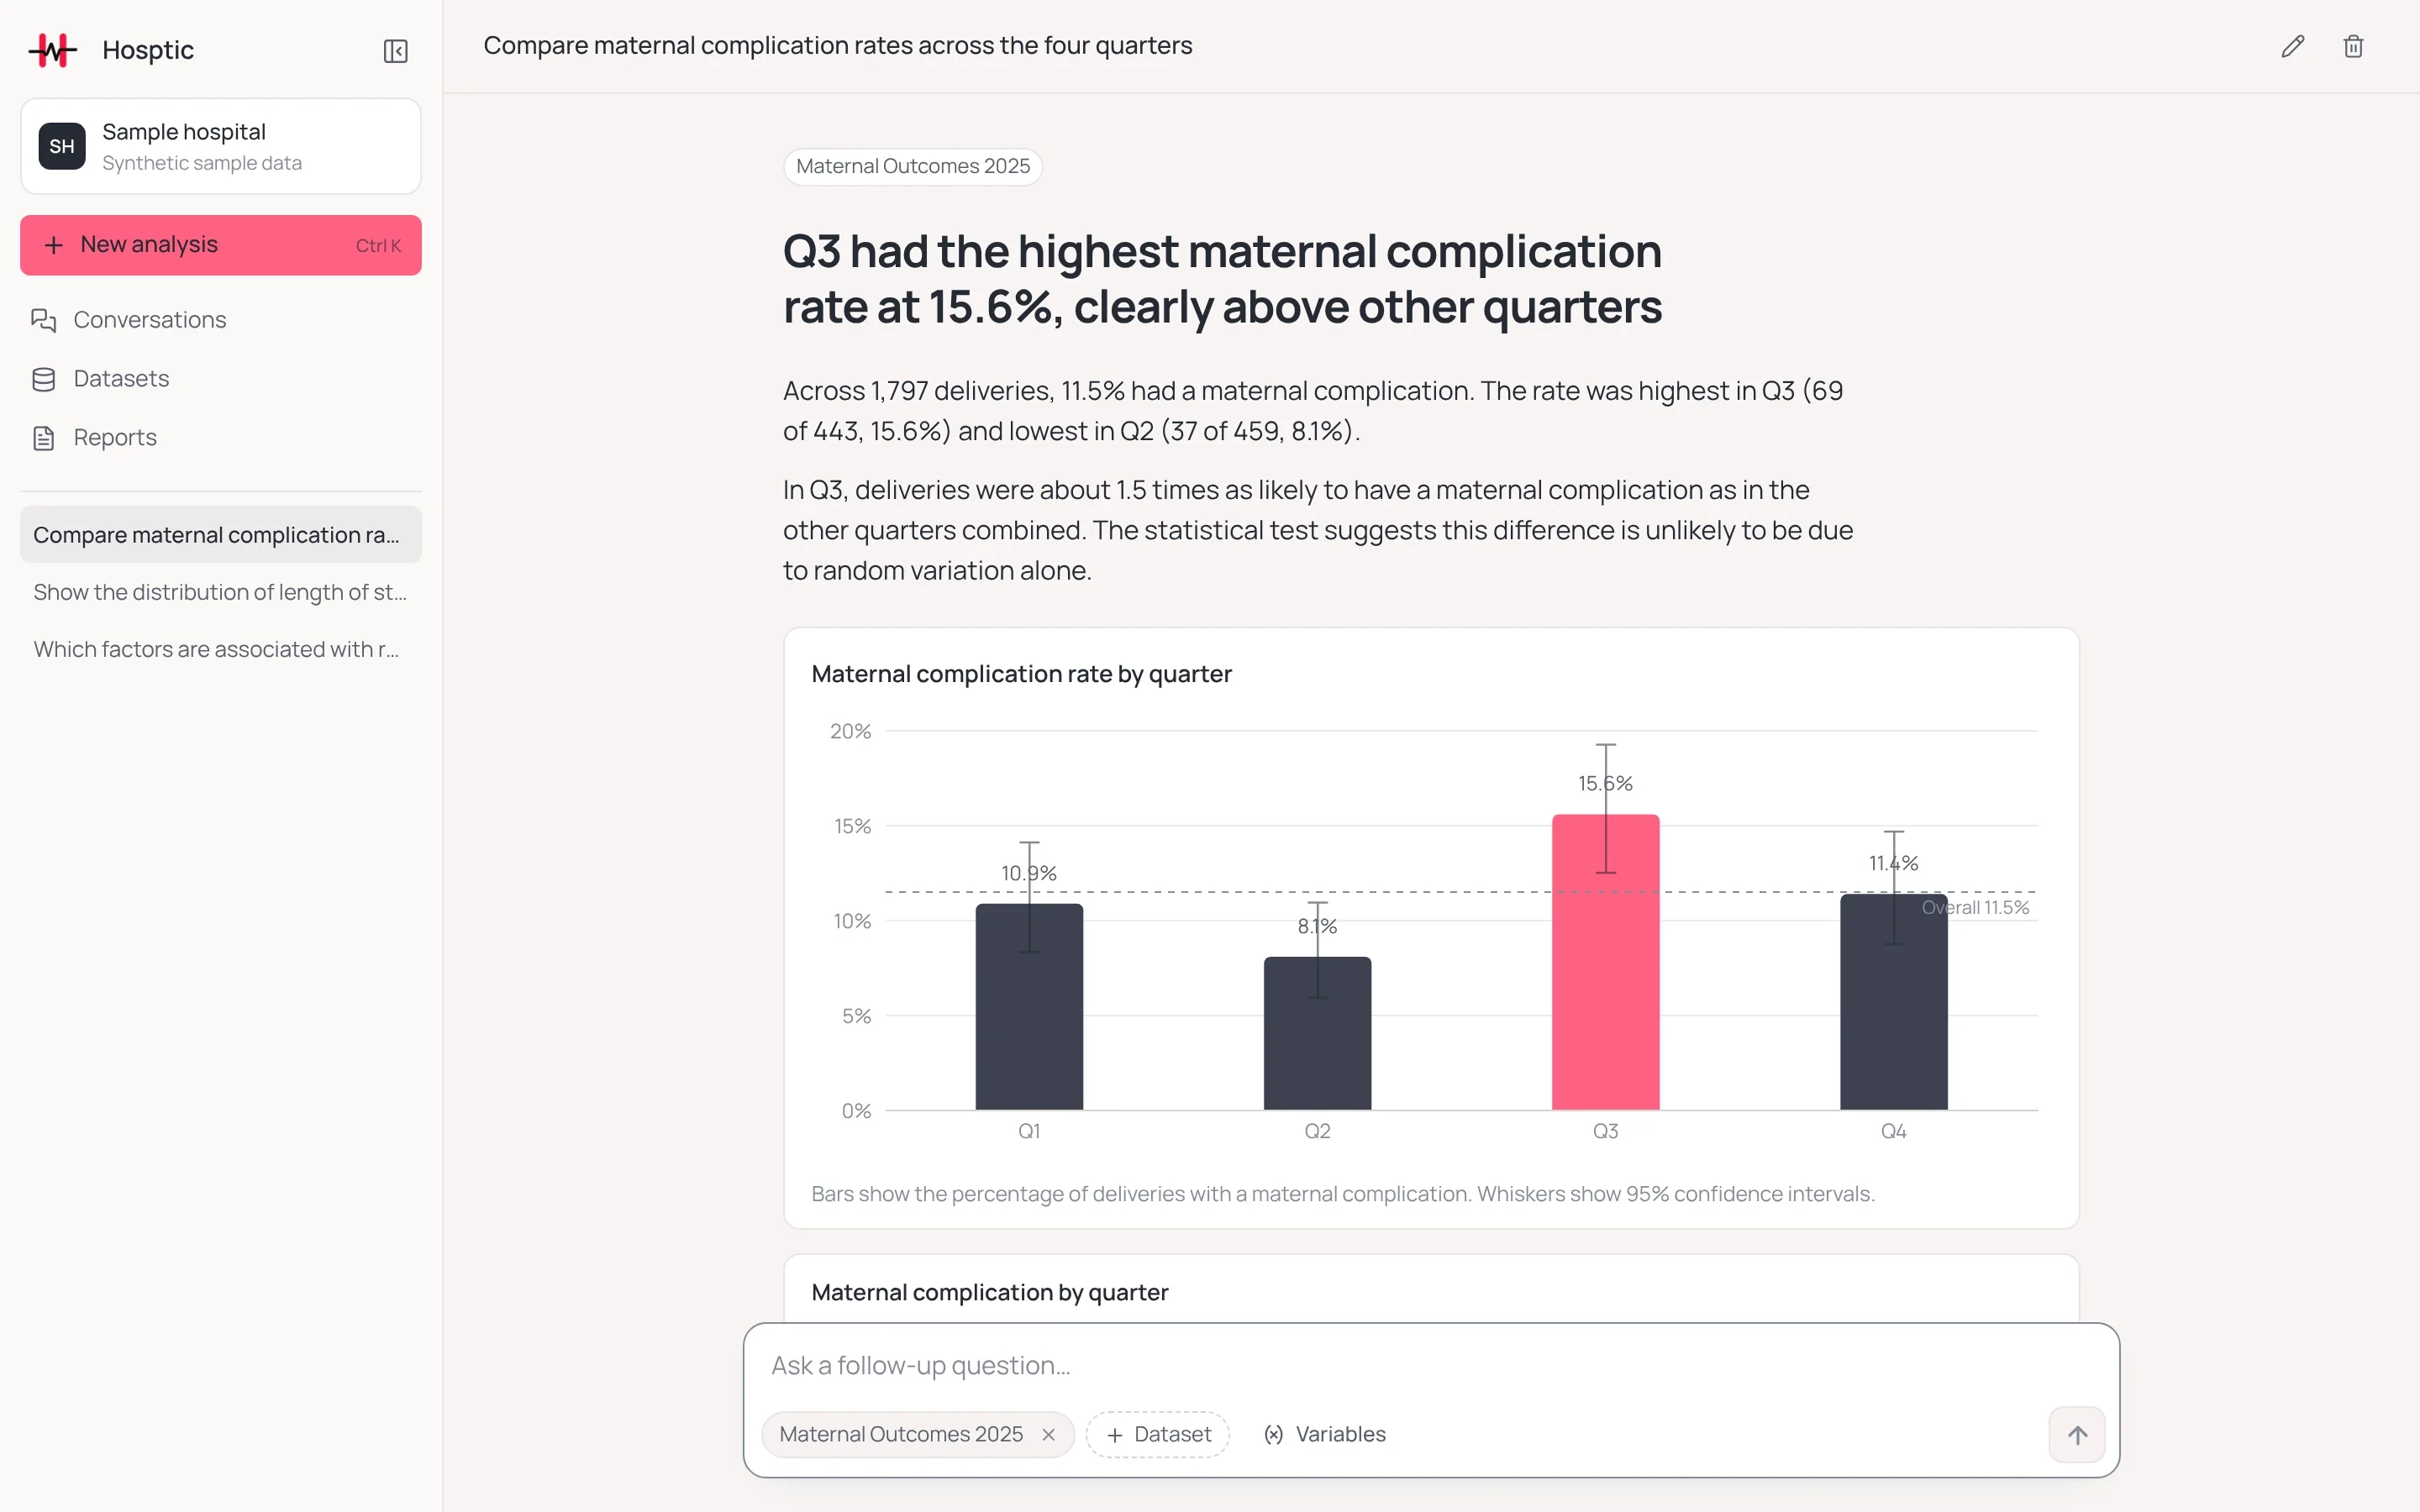 Hosptic
SH
Sample hospital
Synthetic sample data
New analysis
Ctrl K
Conversations
Datasets
Reports
Compare maternal complication ra...
Show the distribution of length of st...
Which factors are associated with r...
Compare maternal complication rates across the four quarters
Maternal Outcomes 2025
Q3 had the highest maternal complication
rate at 15.6%, clearly above other quarters
Across 1,797 deliveries, 11.5% had a maternal complication. The rate was highest in Q3 (69
of 443, 15.6%) and lowest in Q2 (37 of 459, 8.1%).
In Q3, deliveries were about 1.5 times as likely to have a maternal complication as in the
other quarters combined. The statistical test suggests this difference is unlikely to be due
to random variation alone.
Maternal complication rate by quarter
20%
15%
10%
5%
0%
10.9%
8.1%
15.6%
11.4%
Overall 11.5%
Q1
Q2
Q3
Q4
Bars show the percentage of deliveries with a maternal complication. Whiskers show 95% confidence intervals.
Maternal complication by quarter
Ask a follow-up question...
Maternal Outcomes 2025
Dataset
(x) Variables